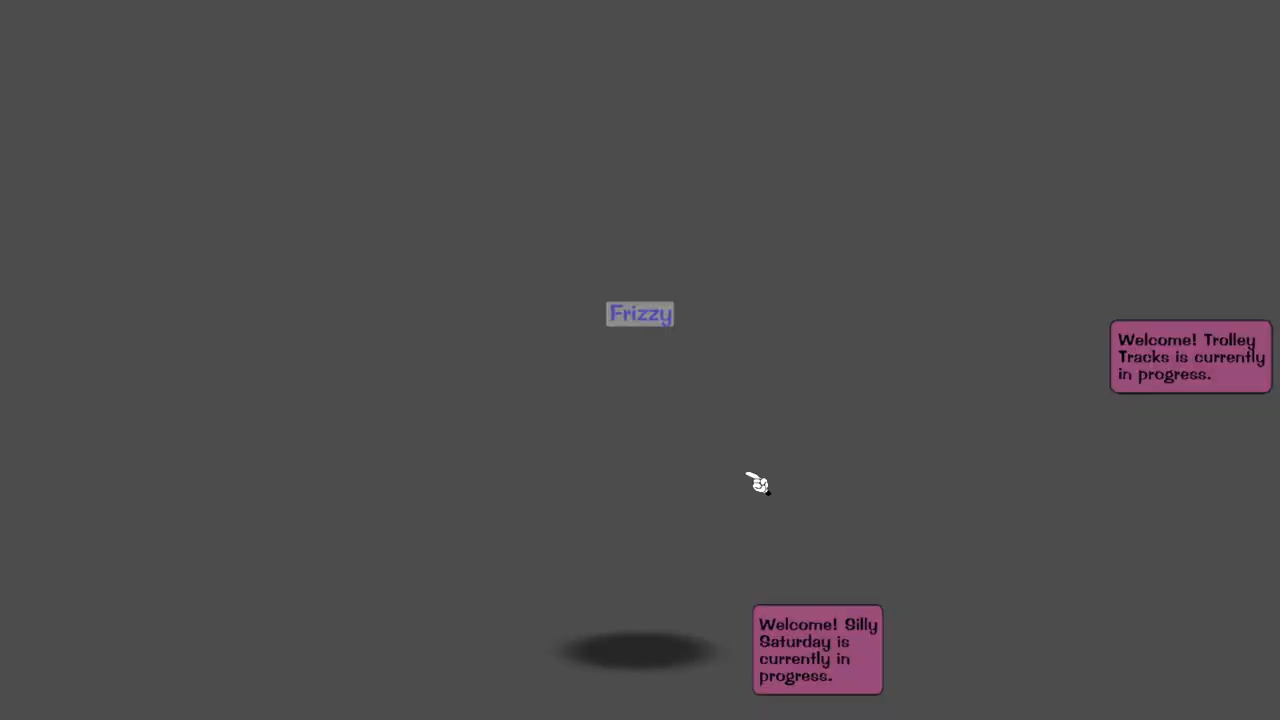 Frizzy
Welcome! Trolley
Tracks is currently
in progress.
Welcome! Silly
Saturday is
currently in
progress.